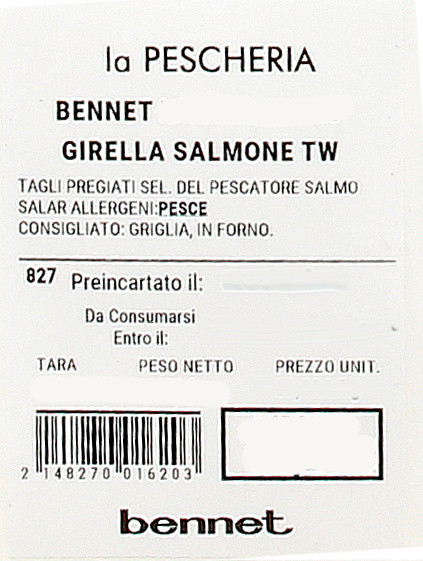 la PESCHERIA
BENNET
GIRELLA SALMONE TW
TAGLI PREGIATI SEL. DEL PESCATORE SALMO
SALAR ALLERGENI:PESCE
CONSIGLIATO: GRIGLIA, IN FORNO.
827 Preincartato il:
Da Consumarsi
Entro il:
TARA PESO NETTO PREZZO UNIT.
2 148270 016203
bennet